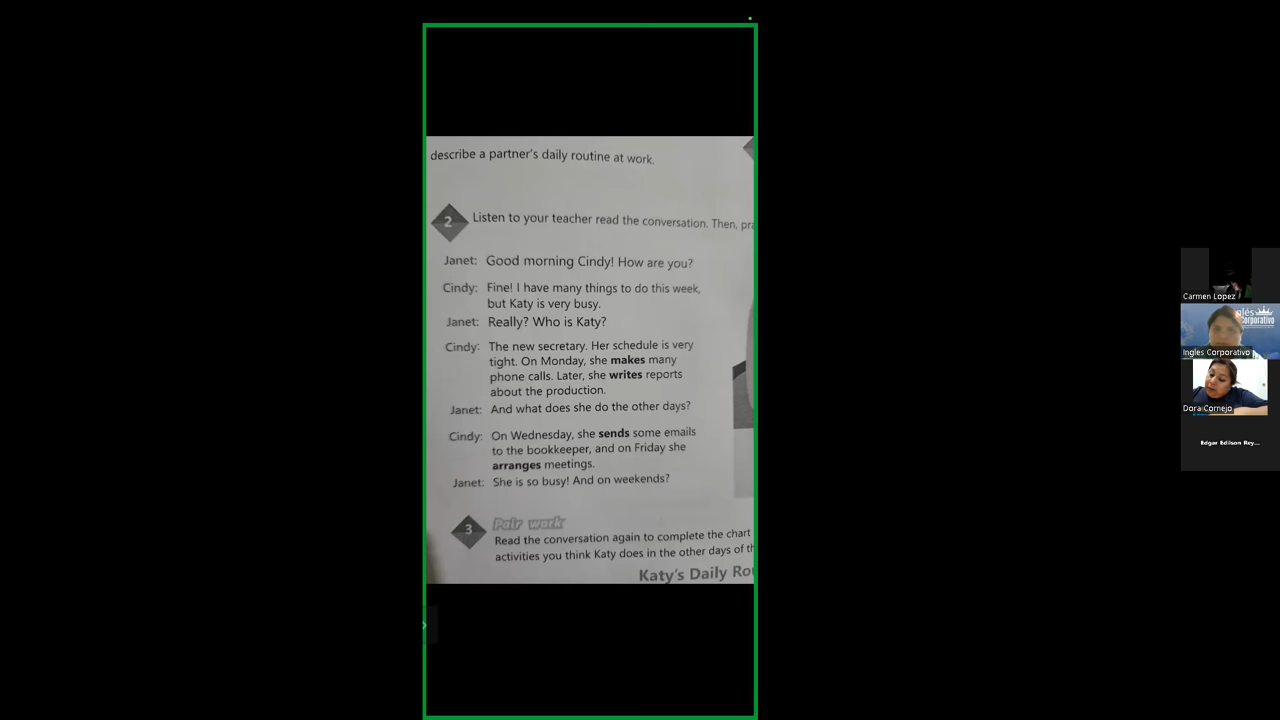 describe a partner's daily routine at work.
2 Listen to your teacher read the conversation. Then,
Janet: Good morning Cindy! How are you?
Cindy: Fine! I have many things to do this week,
but Katy is very busy.
Janet: Really? Who is Katy?
Cindy: The new secretary. Her schedule is very
tight. On Monday, she makes many
phone calls. Later, she writes reports
about the production.
Janet: And what does she do the other days?
Cindy: On Wednesday, she sends some emails
to the bookkeeper, and on Friday she
arranges meetings.
Janet: She is so busy! And on weekends?
3 Pair work
Read the conversation again to complete the chart
activities you think Katy does in the other days of
Katy's Daily
Carmen Lopez
Ingles Corporativo
Dora Cornejo
Edgar Edilson Rey...